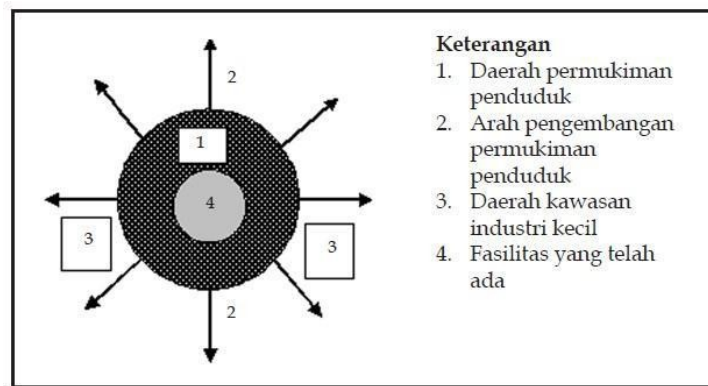 2
1
4
3
3
2
Keterangan
1. Daerah permukiman
penduduk
2. Arah pengembangan
permukiman
penduduk
3. Daerah kawasan
industri kecil
4. Fasilitas yang telah
ada